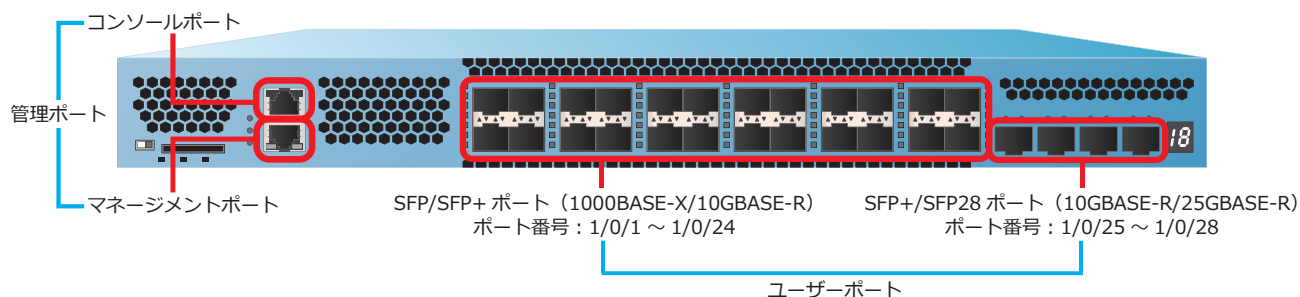 コンソールポート
管理ポート
マネージメントポート
18
SFP/SFP+ ポート（1000BASE-X/10GBASE-R）
ポート番号：1/0/1 ～ 1/0/24
SFP+/SFP28 ポート（10GBASE-R/25GBASE-R）
ポート番号：1/0/25 ～ 1/0/28
ユーザーポート